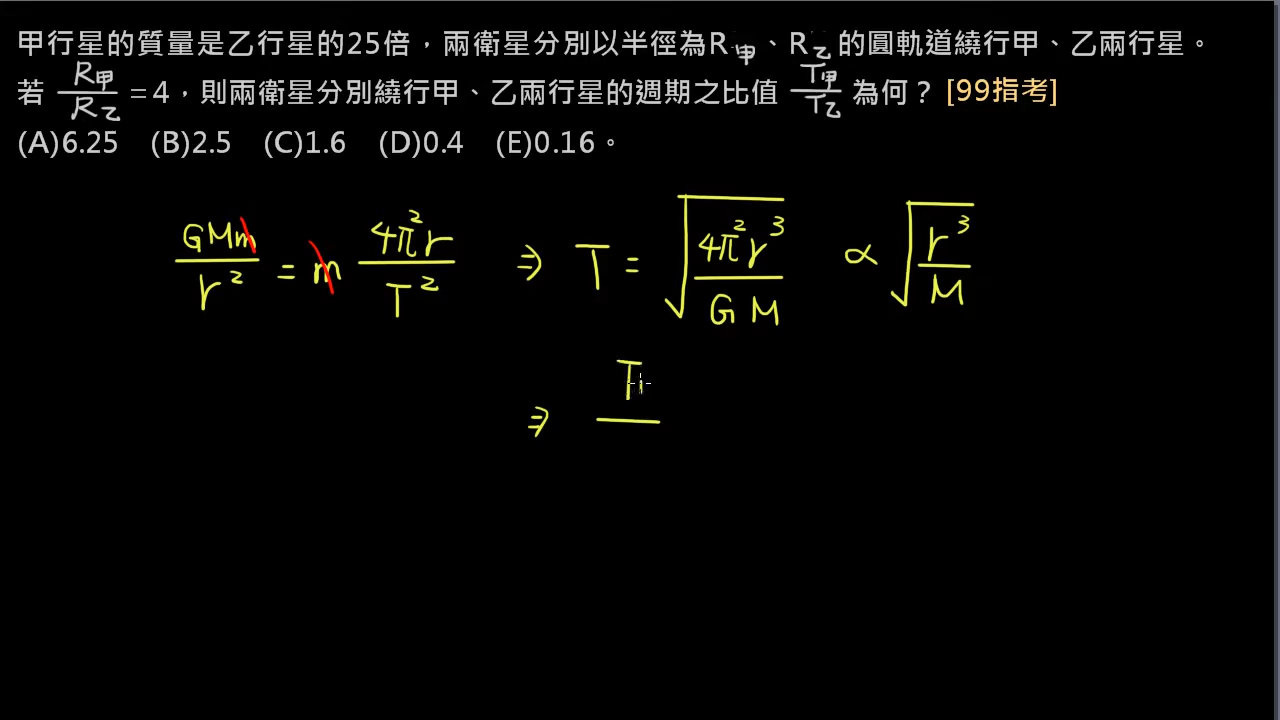 甲行星的質量是乙行星的25倍，兩衛星分別以半徑為R甲、R乙的圓軌道繞行甲、乙兩行星。
若 R甲/R乙 =4，則兩衛星分別繞行甲、乙兩行星的週期之比值 T甲/T乙 為何？ [99指考]
(A)6.25 (B)2.5 (C)1.6 (D)0.4 (E)0.16。
GMm/r² = m 4π²r/T² ⇒ T = √(4π²r³/GM) ∝ √(r³/M)
⇒ T